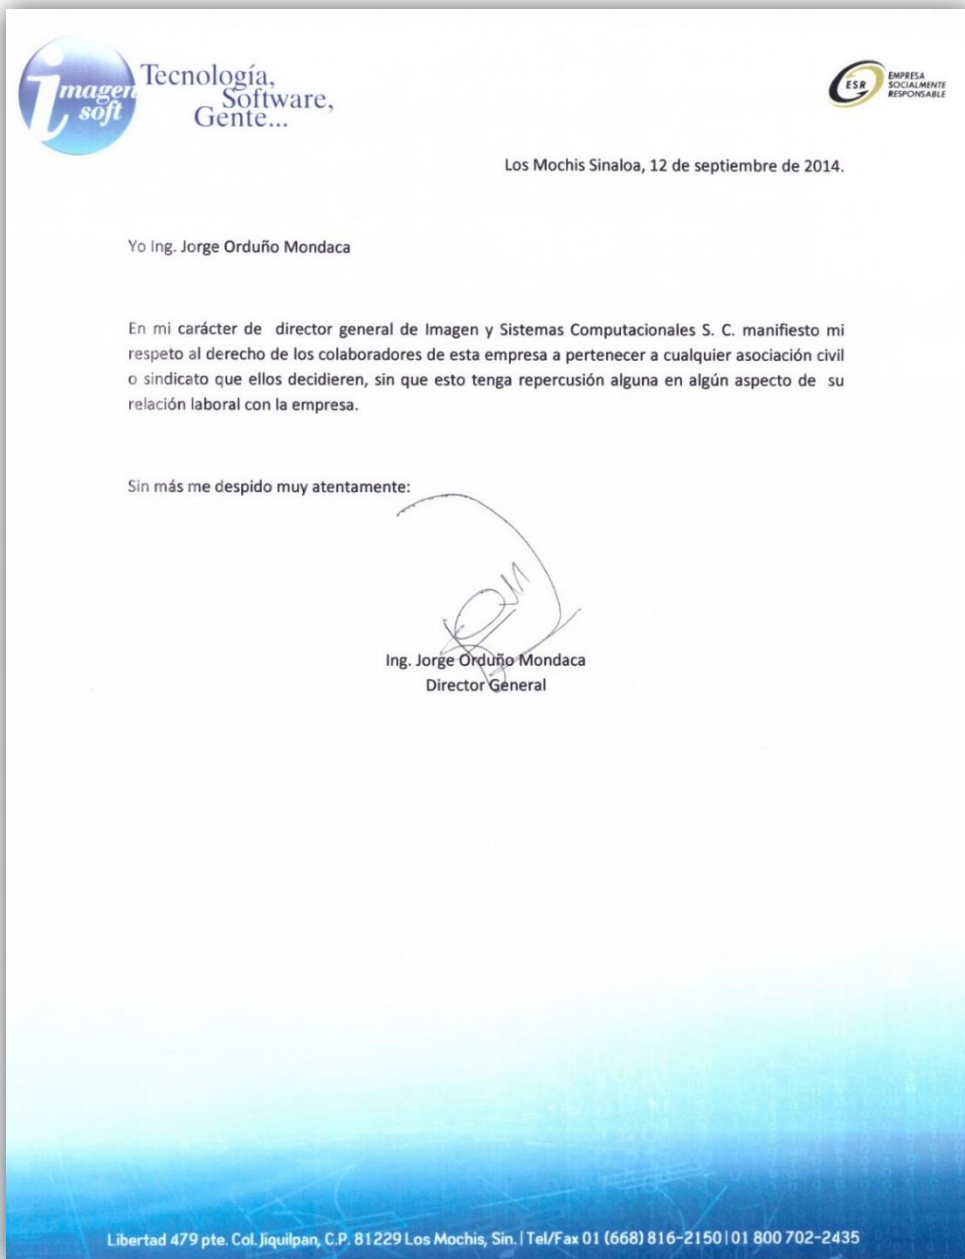 imagen
soft
Tecnología,
Software,
Gente...
ESR
EMPRESA
SOCIALMENTE
RESPONSABLE
Los Mochis Sinaloa, 12 de septiembre de 2014.
Yo Ing. Jorge Orduño Mondaca
En mi carácter de director general de Imagen y Sistemas Computacionales S. C. manifiesto mi
respeto al derecho de los colaboradores de esta empresa a pertenecer a cualquier asociación civil
o sindicato que ellos decidieren, sin que esto tenga repercusión alguna en algún aspecto de su
relación laboral con la empresa.
Sin más me despido muy atentamente:
Ing. Jorge Orduño Mondaca
Director General
Libertad 479 pte. Col. Jiquilpan, C.P. 81229 Los Mochis, Sin. | Tel/Fax 01 (668) 816-2150 | 01 800 702-2435